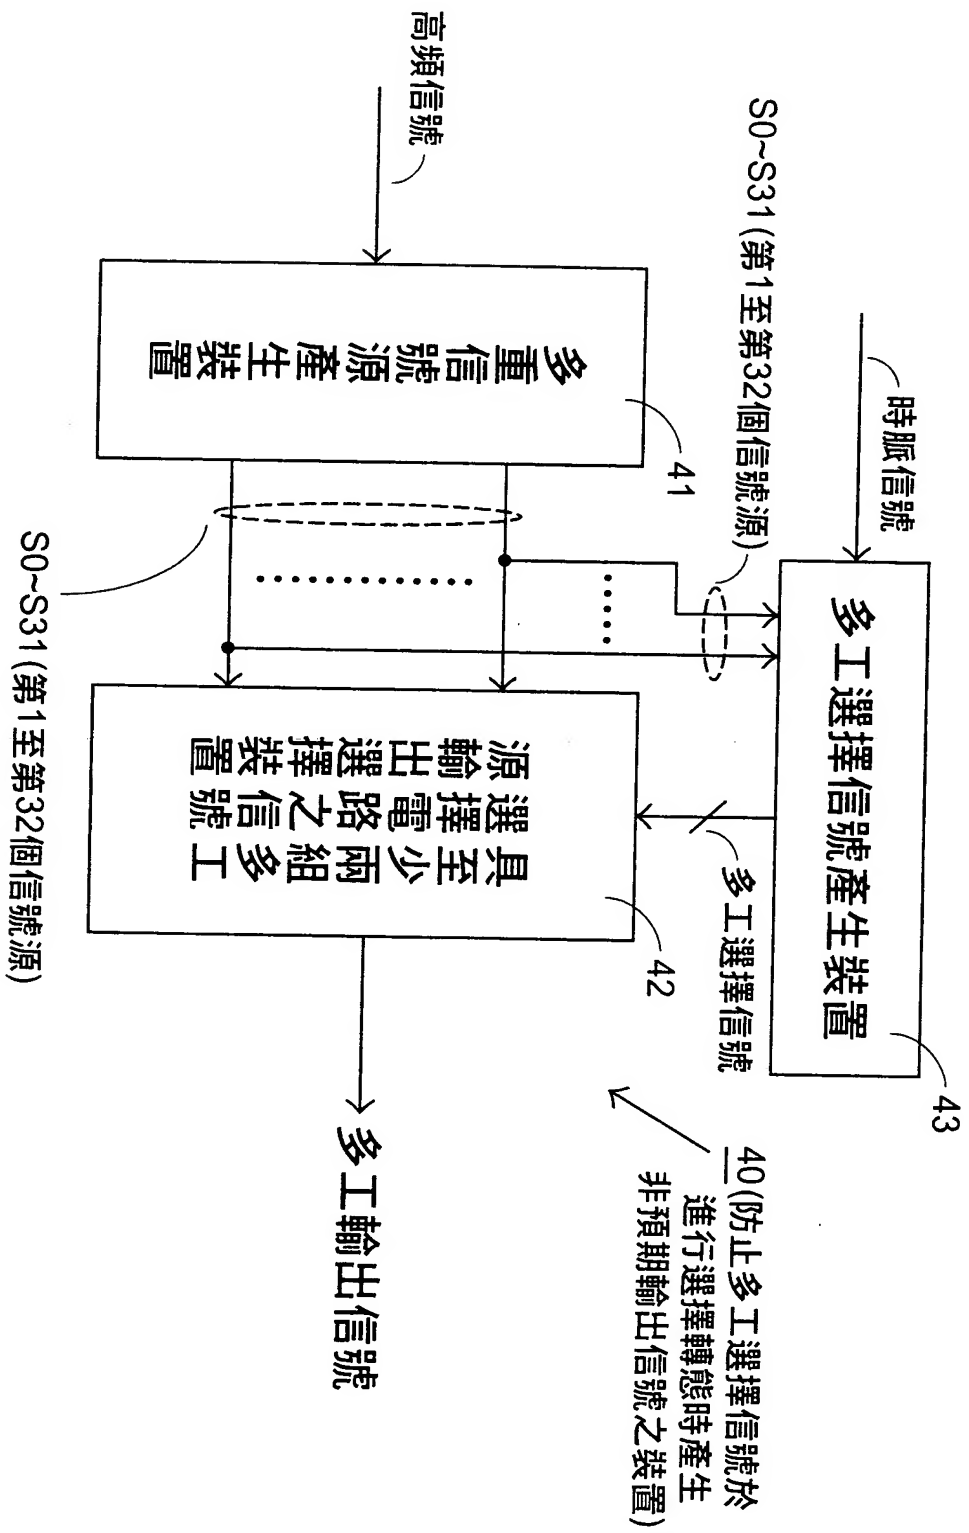 高頻信號
多重信號源產生裝置
41
S0~S31(第1至第32個信號源)
S0~S31(第1至第32個信號源)
時脈信號
多工選擇信號產生裝置
43
多工選擇信號
具至少兩組多工
選擇電路之信號
源輸出選擇裝置
42
多工輸出信號
40(防止多工選擇信號於
進行選擇轉態時產生
非預期輸出信號之裝置)